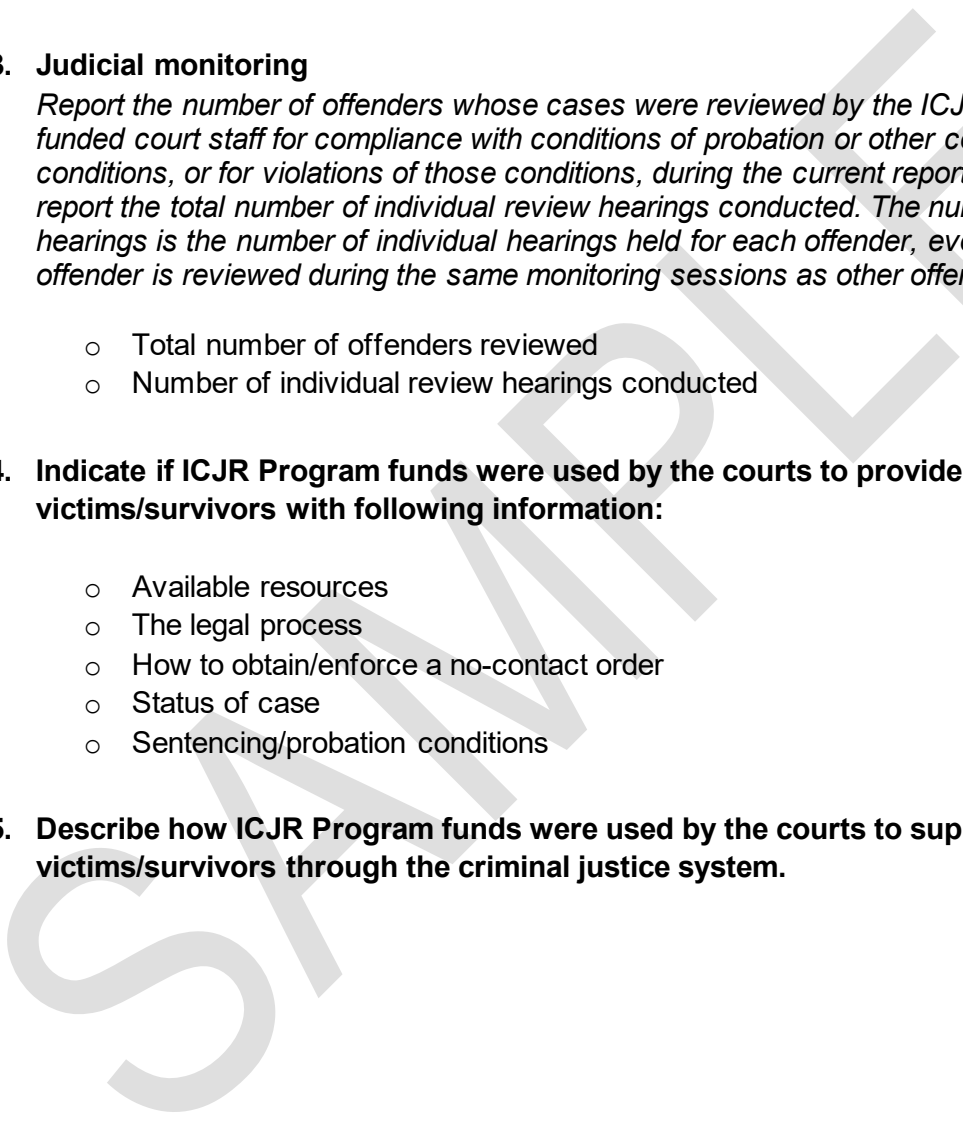 3. Judicial monitoring
Report the number of offenders whose cases were reviewed by the ICJ
funded court staff for compliance with conditions of probation or other c
conditions, or for violations of those conditions, during the current report
report the total number of individual review hearings conducted. The nu
hearings is the number of individual hearings held for each offender, eve
offender is reviewed during the same monitoring sessions as other offen
○ Total number of offenders reviewed
○ Number of individual review hearings conducted
4. Indicate if ICJR Program funds were used by the courts to provide
victims/survivors with following information:
○ Available resources
○ The legal process
○ How to obtain/enforce a no-contact order
○ Status of case
○ Sentencing/probation conditions
5. Describe how ICJR Program funds were used by the courts to sup
victims/survivors through the criminal justice system.
SAMPLE